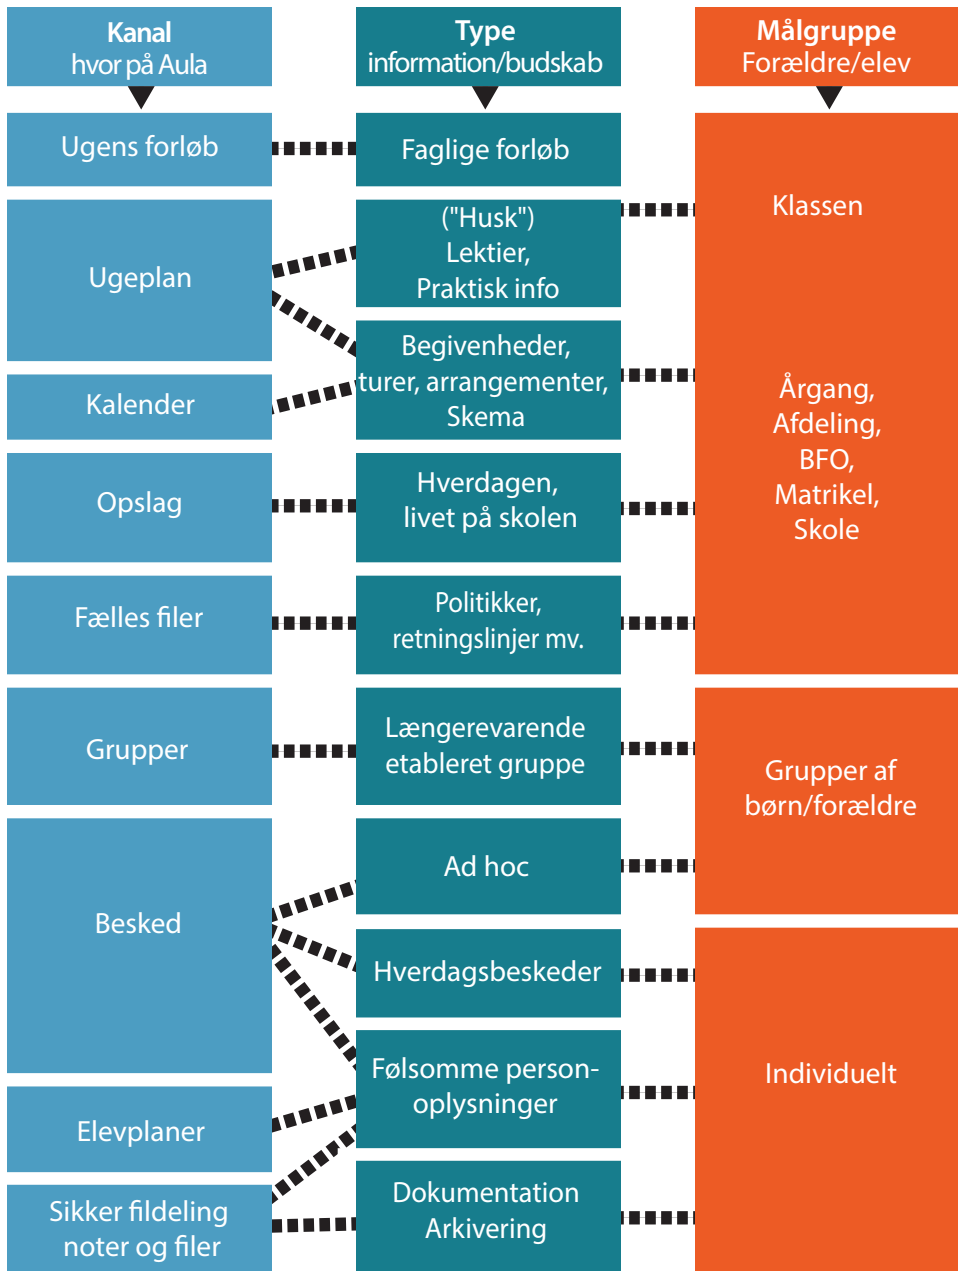 Kanal
hvor på Aula
Type
information/budskab
Målgruppe
Forældre/elev
Ugens forløb
Faglige forløb
Klassen
Årgang,
Afdeling,
BFO,
Matrikel,
Skole
Ugeplan
("Husk")
Lektier,
Praktisk info
Begivenheder,
turer, arrangementer,
Skema
Kalender
Opslag
Hverdagen,
livet på skolen
Fælles filer
Politikker,
retningslinjer mv.
Grupper
Længerevarende
etableret gruppe
Grupper af
børn/forældre
Besked
Ad hoc
Hverdagsbeskeder
Følsomme person-
oplysninger
Individuelt
Elevplaner
Sikker fildeling
noter og filer
Dokumentation
Arkivering